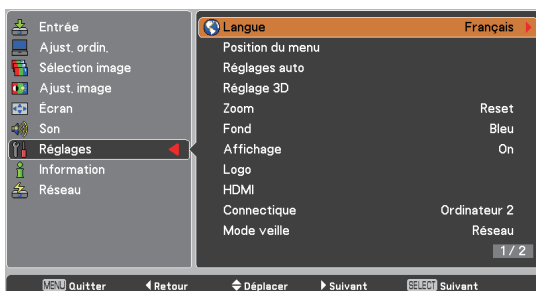 Entrée
Ajust. ordin.
Sélection image
Ajust. image
Écran
Son
Réglages
Information
Réseau
Langue Français
Position du menu
Réglages auto
Réglage 3D
Zoom Reset
Fond Bleu
Affichage On
Logo
HDMI
Connectique Ordinateur 2
Mode veille Réseau
1 / 2
MENU Quitter Retour Déplacer Suivant SELECT Suivant